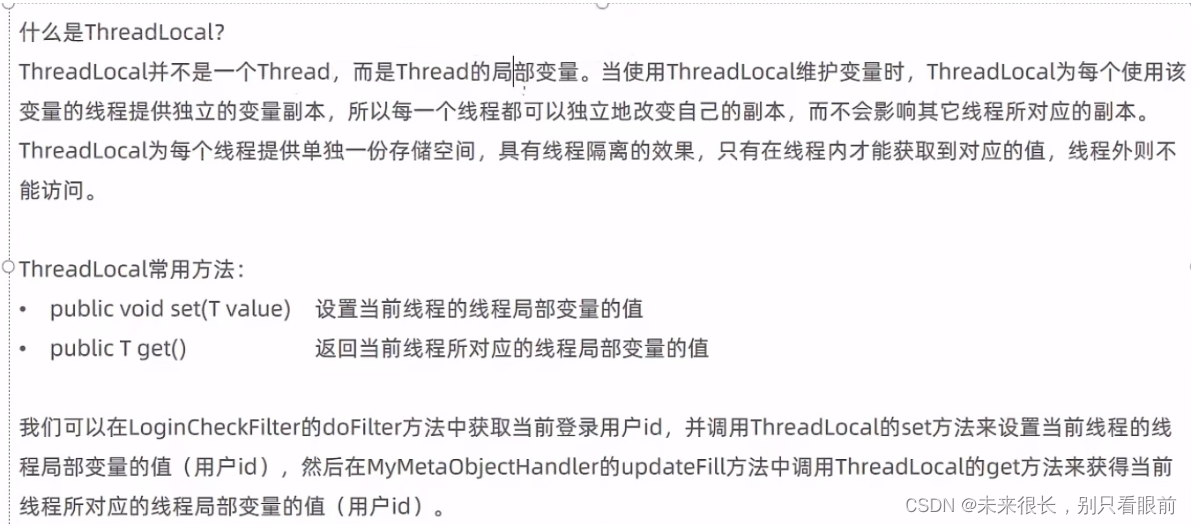 什么是ThreadLocal?
ThreadLocal并不是一个Thread，而是Thread的局部变量。当使用ThreadLocal维护变量时，ThreadLocal为每个使用该
变量的线程提供独立的变量副本，所以每一个线程都可以独立地改变自己的副本，而不会影响其它线程所对应的副本。
ThreadLocal为每个线程提供单独一份存储空间，具有线程隔离的效果，只有在线程内才能获取到对应的值，线程外则不
能访问。
ThreadLocal常用方法：
• public void set(T value) 设置当前线程的线程局部变量的值
• public T get() 返回当前线程所对应的线程局部变量的值
我们可以在LoginCheckFilter的doFilter方法中获取当前登录用户id，并调用ThreadLocal的set方法来设置当前线程的线
程局部变量的值（用户id），然后在MyMetaObjectHandler的updateFill方法中调用ThreadLocal的get方法来获得当前
线程所对应的线程局部变量的值（用户id）。
CSDN @未来很长，别只看眼前